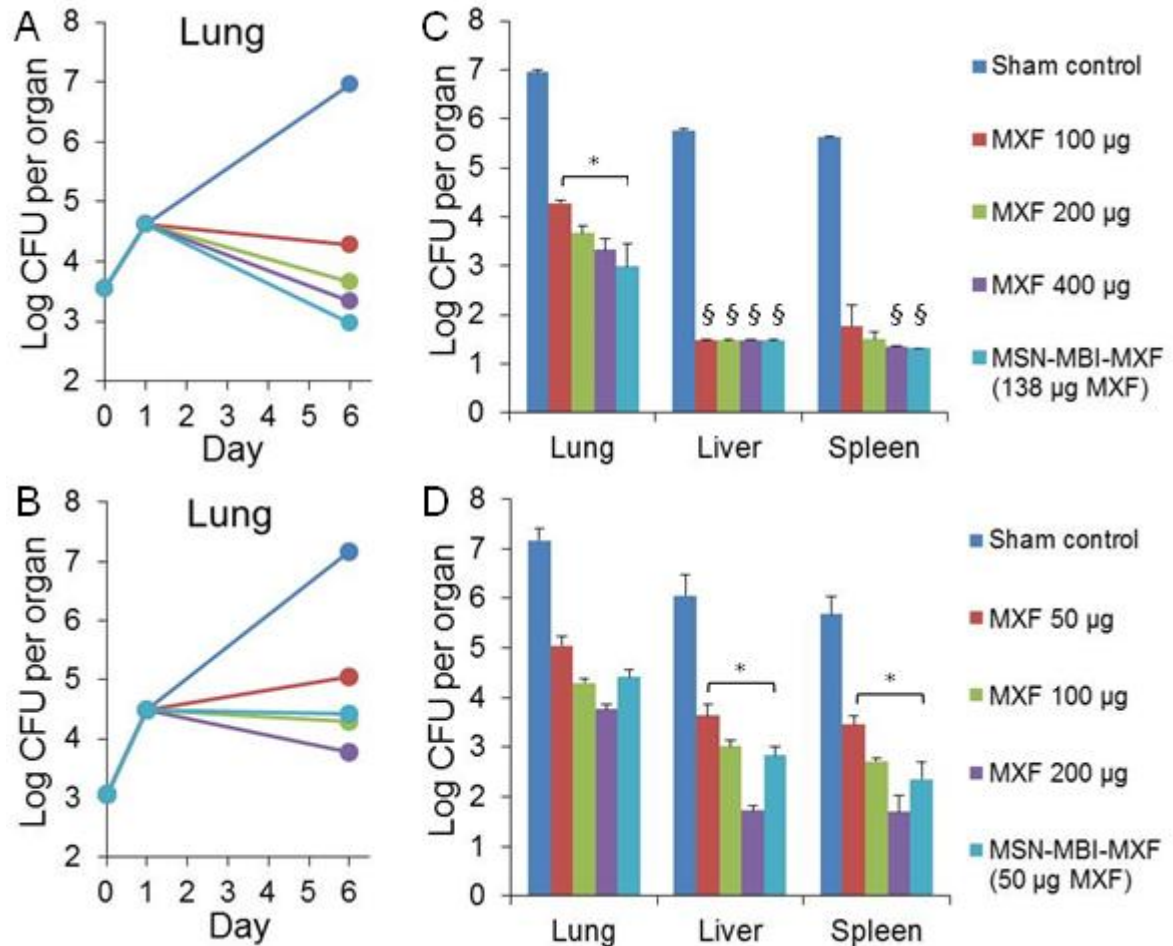 A
Lung
Log CFU per organ
8
7
6
5
4
3
2
0 1 2 3 4 5 6
Day
C
Log CFU per organ
8
7
6
5
4
3
2
1
0
*
§ § § §
§ §
Lung Liver Spleen
Sham control
MXF 100 µg
MXF 200 µg
MXF 400 µg
MSN-MBI-MXF
(138 µg MXF)
B
Lung
Log CFU per organ
8
7
6
5
4
3
2
0 1 2 3 4 5 6
Day
D
Log CFU per organ
8
7
6
5
4
3
2
1
0
*
*
Lung Liver Spleen
Sham control
MXF 50 µg
MXF 100 µg
MXF 200 µg
MSN-MBI-MXF
(50 µg MXF)